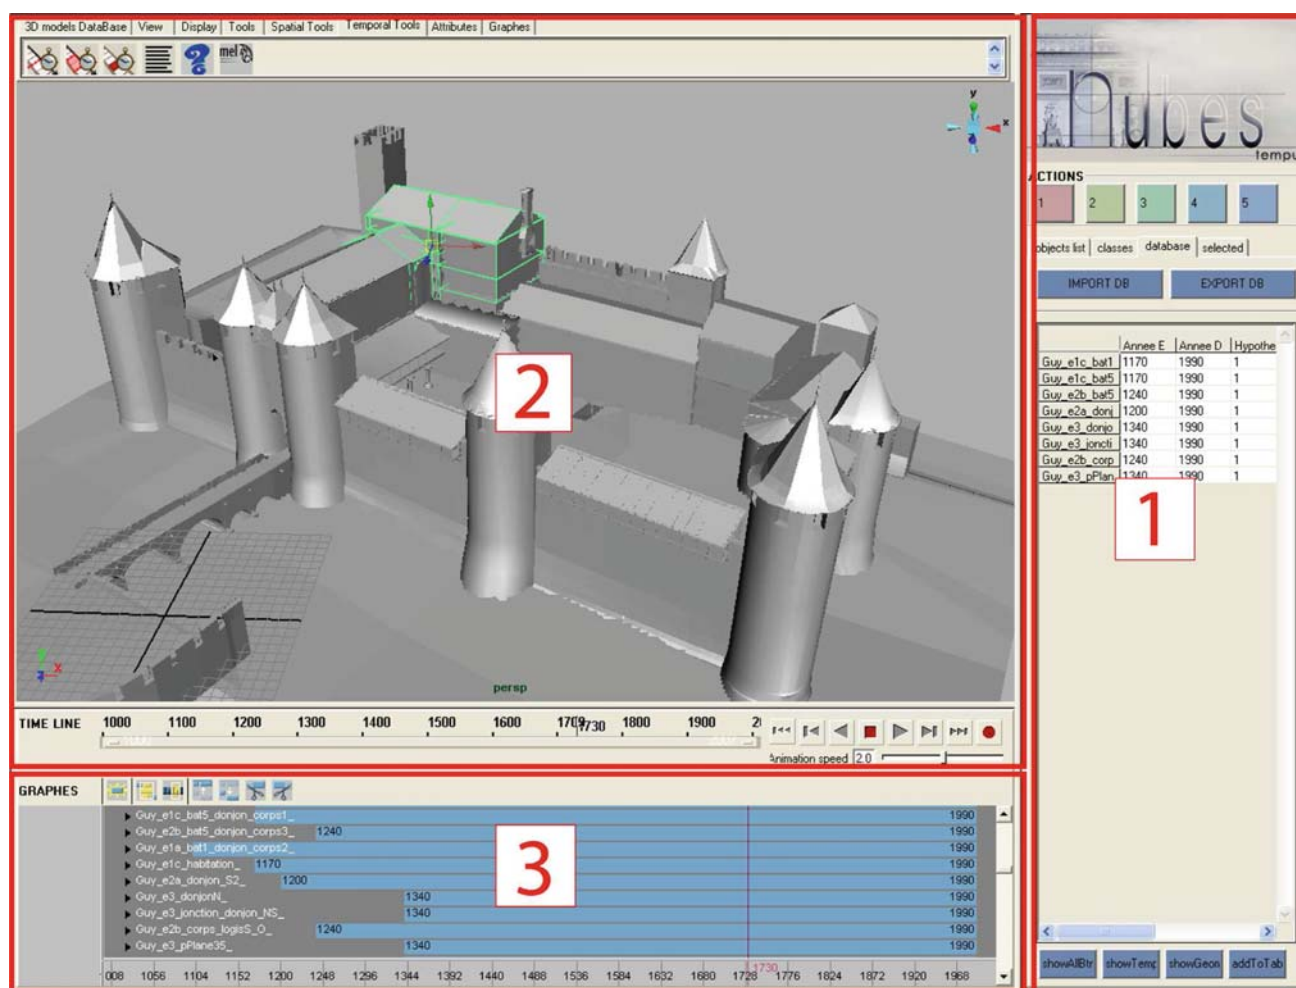 3D models DataBase View Display Tools Spatial Tools Temporal Tools Attributes Graphes
mel
y
x
2
x
persp
TIME LINE 1000 1100 1200 1300 1400 1500 1600 1730 1800 1900
Animation speed 2.0
GRAPHES
Guy_e1c_bat5_donjon_corps1_ 1990
Guy_e2b_bat5_donjon_corps3_ 1240 1990
Guy_e1a_bat1_donjon_corps2_ 1990
Guy_e1c_habitation_ 1170 1990
Guy_e2a_donjon_S2_ 1200 1990
Guy_e3_donjonN_ 1340 1990
Guy_e3_jonction_donjon_NS_ 1340 1990
Guy_e2b_corps_logisS_O_ 1240 1990
Guy_e3_pPlane35_ 1340 1990
3
1730
008 1056 1104 1152 1200 1248 1296 1344 1392 1440 1488 1536 1584 1632 1680 1728 1776 1824 1872 1920 1968
nubes
tempu
ACTIONS
1 2 3 4 5
objects list classes database selected
IMPORT DB EXPORT DB
Annee E Annee D Hypothe
Guy_e1c_bat1 1170 1990 1
Guy_e1c_bat5 1170 1990 1
Guy_e2b_bat5 1240 1990 1
Guy_e2a_donj 1200 1990 1
Guy_e3_donjo 1340 1990 1
Guy_e3_joncti 1340 1990 1
Guy_e2b_corp 1240 1990 1
Guy_e3_pPlan 1340 1990 1
1
showAllBtr showTemp showGeon addToTab